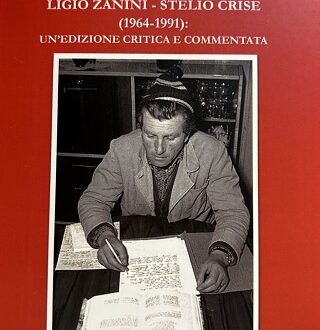 LIGIO ZANINI - STELIO CRISE
(1964-1991):
UN'EDIZIONE CRITICA E COMMENTATA